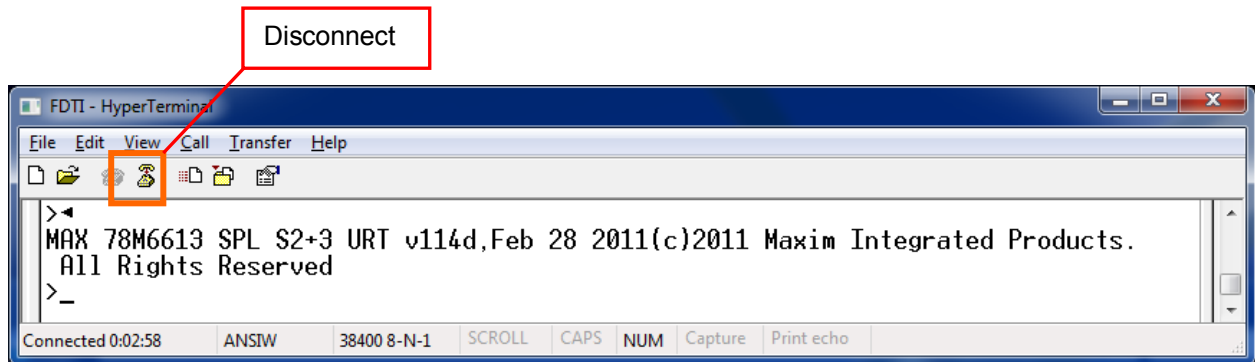 Disconnect
FDTI - HyperTerminal
File Edit View Call Transfer Help
>◄
MAX 78M6613 SPL S2+3 URT v114d,Feb 28 2011(c)2011 Maxim Integrated Products.
All Rights Reserved
>_
Connected 0:02:58 ANSIW 38400 8-N-1 SCROLL CAPS NUM Capture Print echo